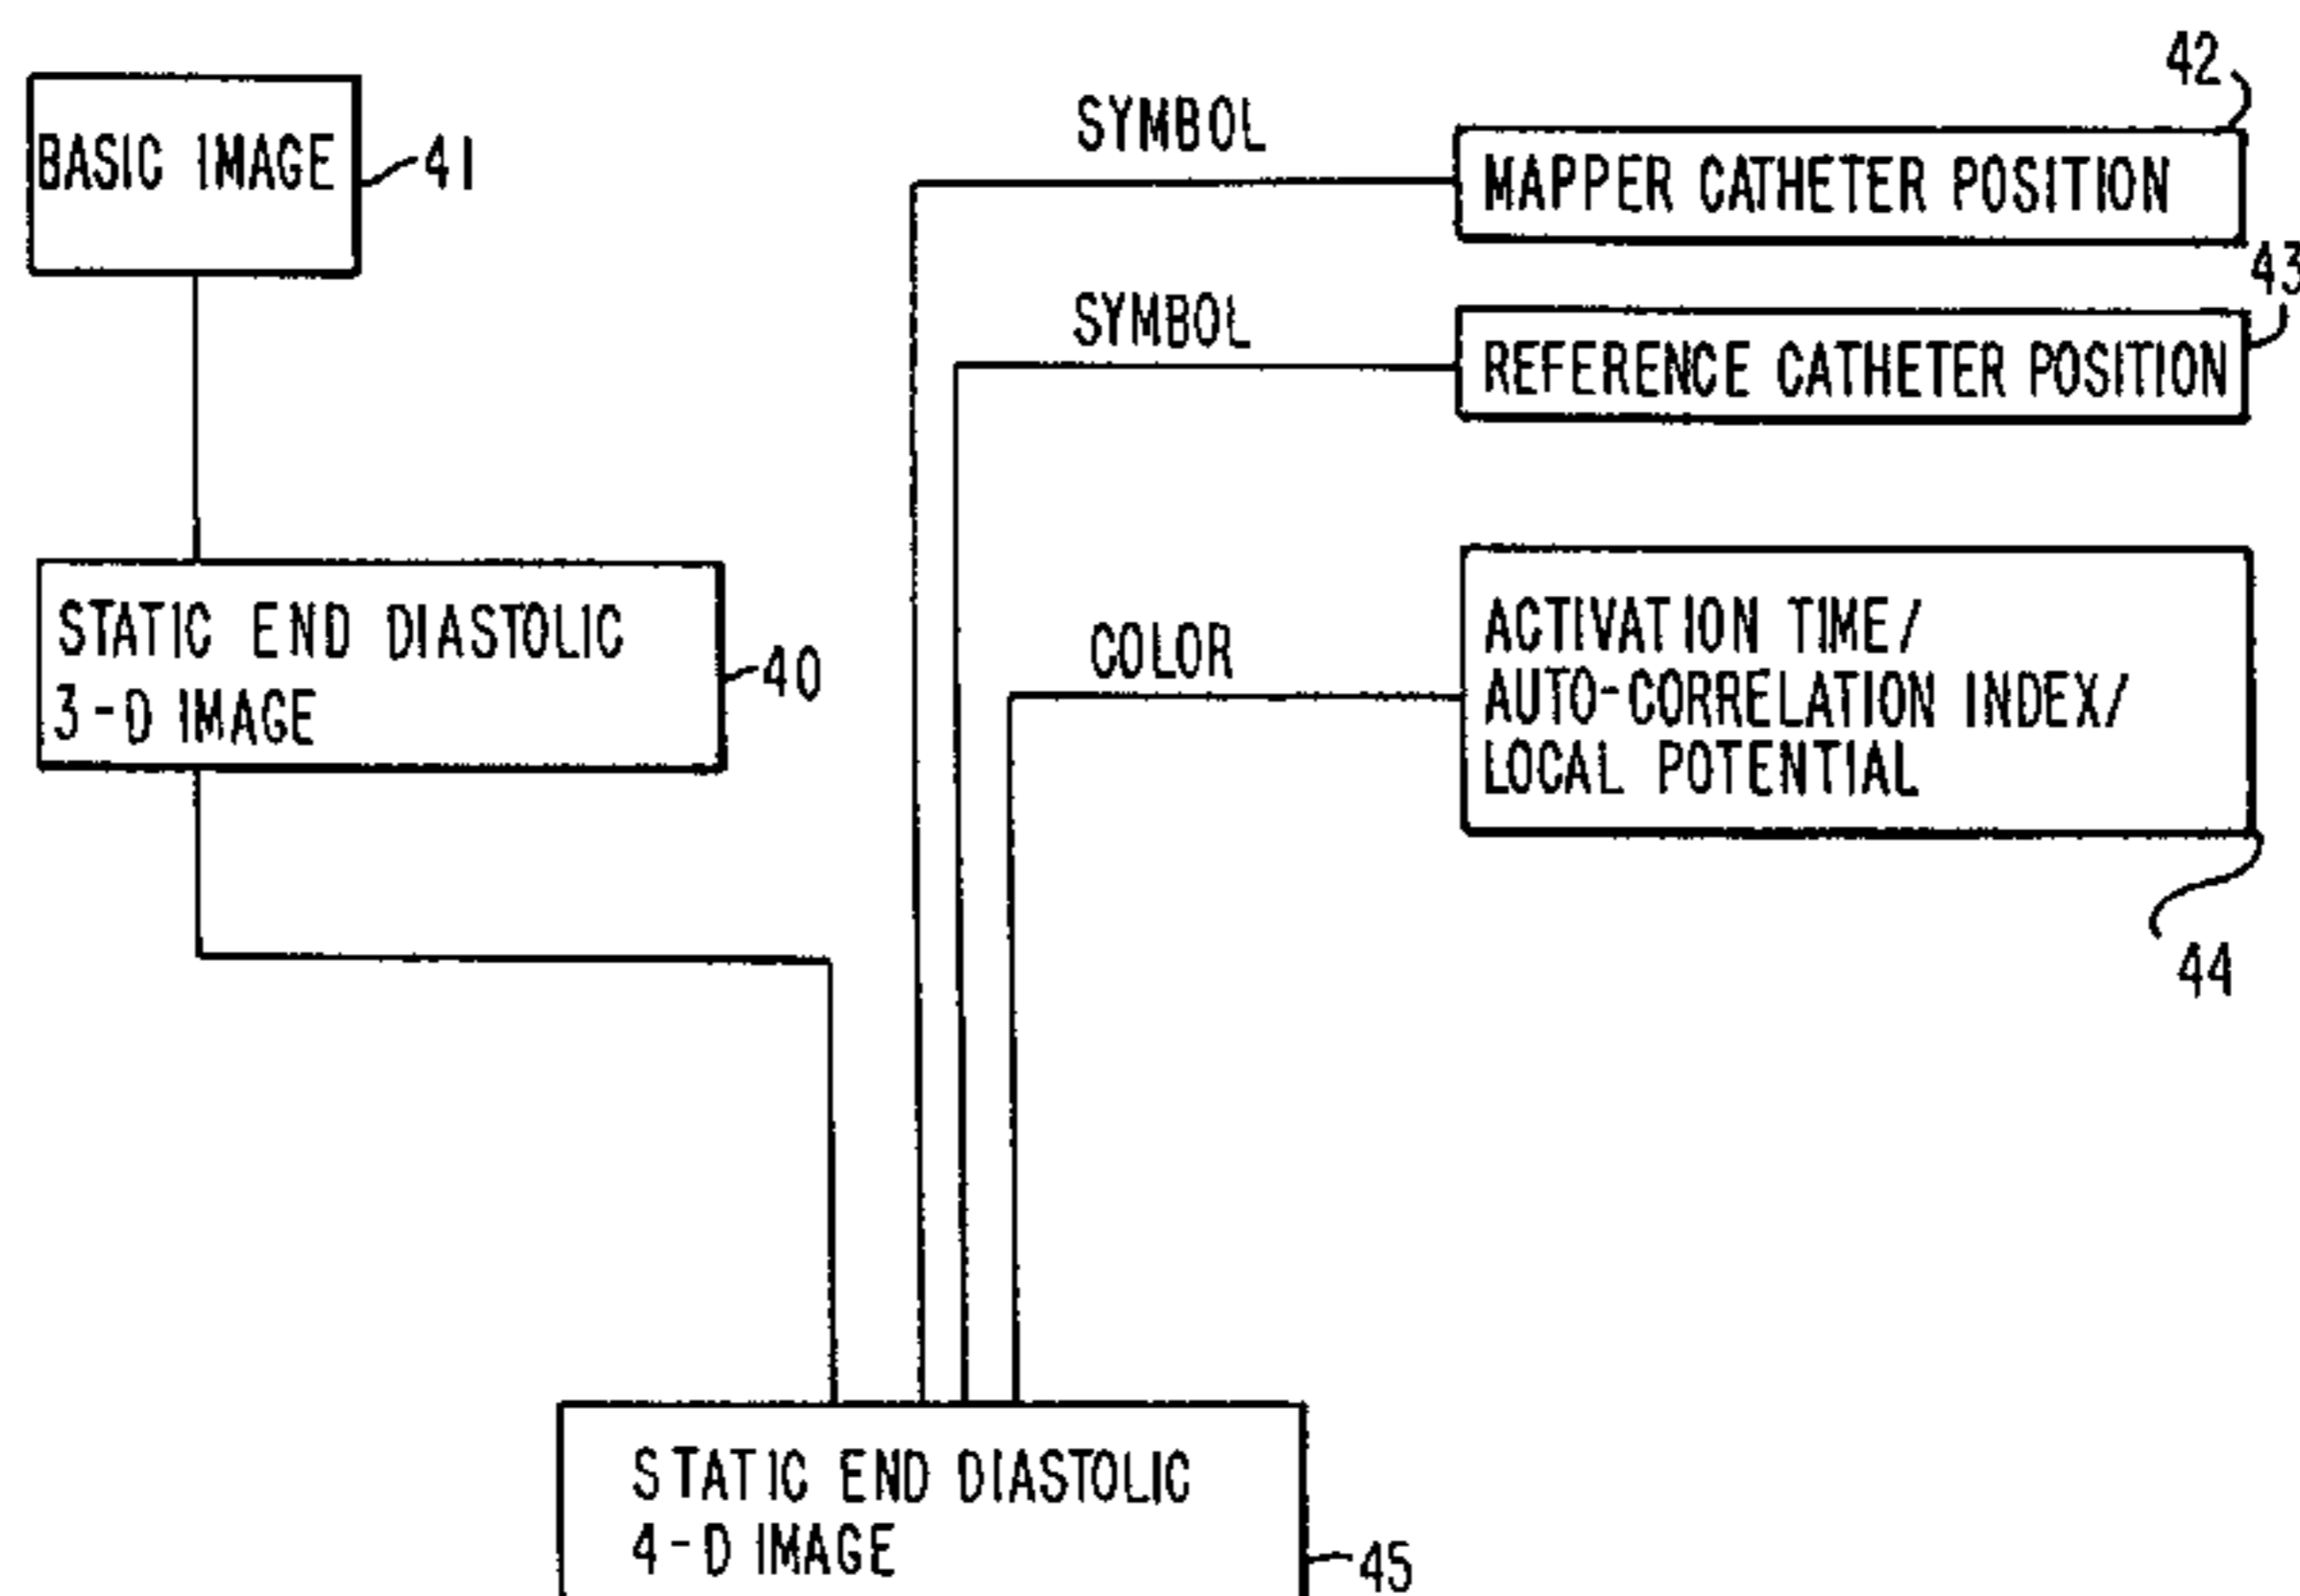 BASIC IMAGE
41
SYMBOL
42
MAPPER CATHETER POSITION
43
SYMBOL
REFERENCE CATHETER POSITION
STATIC END DIASTOLIC
3-D IMAGE
40
COLOR
ACTIVATION TIME/
AUTO-CORRELATION INDEX/
LOCAL POTENTIAL
44
STATIC END DIASTOLIC
4-D IMAGE
45